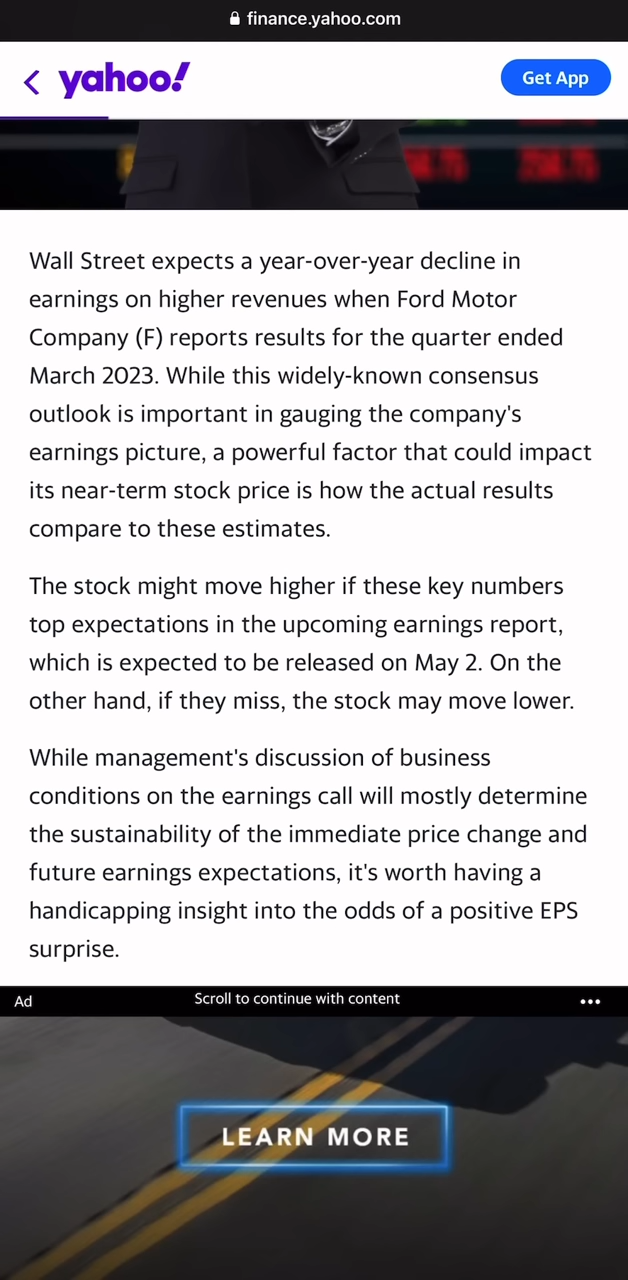 finance.yahoo.com
yahoo!
Get App
Wall Street expects a year-over-year decline in
earnings on higher revenues when Ford Motor
Company (F) reports results for the quarter ended
March 2023. While this widely-known consensus
outlook is important in gauging the company's
earnings picture, a powerful factor that could impact
its near-term stock price is how the actual results
compare to these estimates.
The stock might move higher if these key numbers
top expectations in the upcoming earnings report,
which is expected to be released on May 2. On the
other hand, if they miss, the stock may move lower.
While management's discussion of business
conditions on the earnings call will mostly determine
the sustainability of the immediate price change and
future earnings expectations, it's worth having a
handicapping insight into the odds of a positive EPS
surprise.
Ad
Scroll to continue with content
LEARN MORE